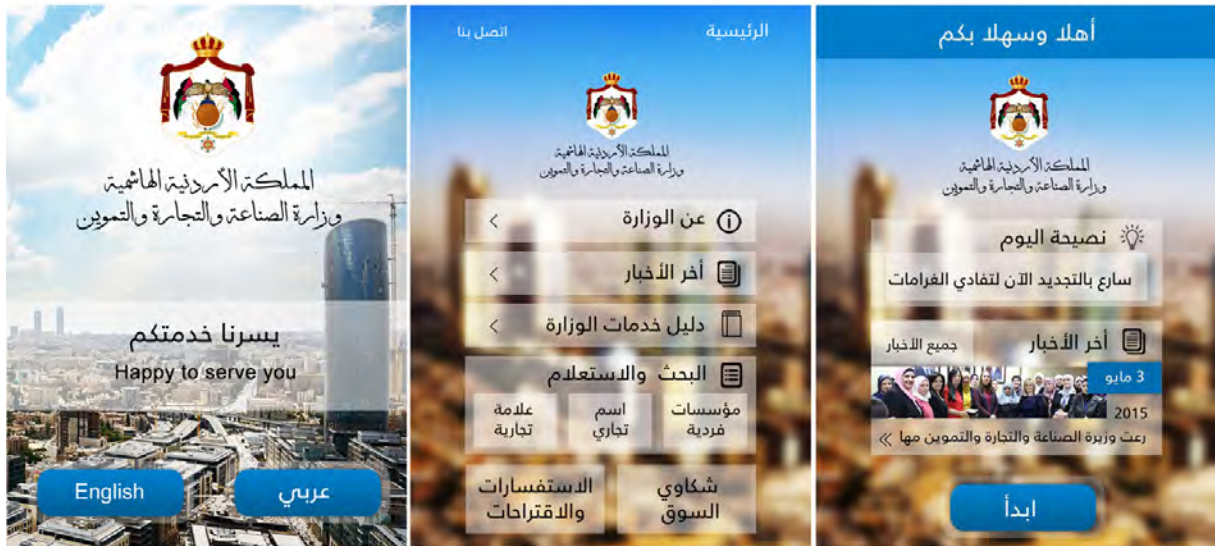 المملكة الأردنية الهاشمية
وزارة الصناعة والتجارة والتموين
يسرنا خدمتكم
Happy to serve you
English
عربي
الرئيسية
اتصل بنا
المملكة الأردنية الهاشمية
وزارة الصناعة والتجارة والتموين
عن الوزارة
أخر الأخبار
دليل خدمات الوزارة
البحث والاستعلام
مؤسسات فردية
اسم تجاري
علامة تجارية
شكاوي السوق
الاستفسارات والاقتراحات
أهلا وسهلا بكم
المملكة الأردنية الهاشمية
وزارة الصناعة والتجارة والتموين
نصيحة اليوم
سارع بالتجديد الآن لتفادي الغرامات
أخر الأخبار
جميع الأخبار
3 مايو
2015
رعت وزيرة الصناعة والتجارة والتموين مها
ابدأ